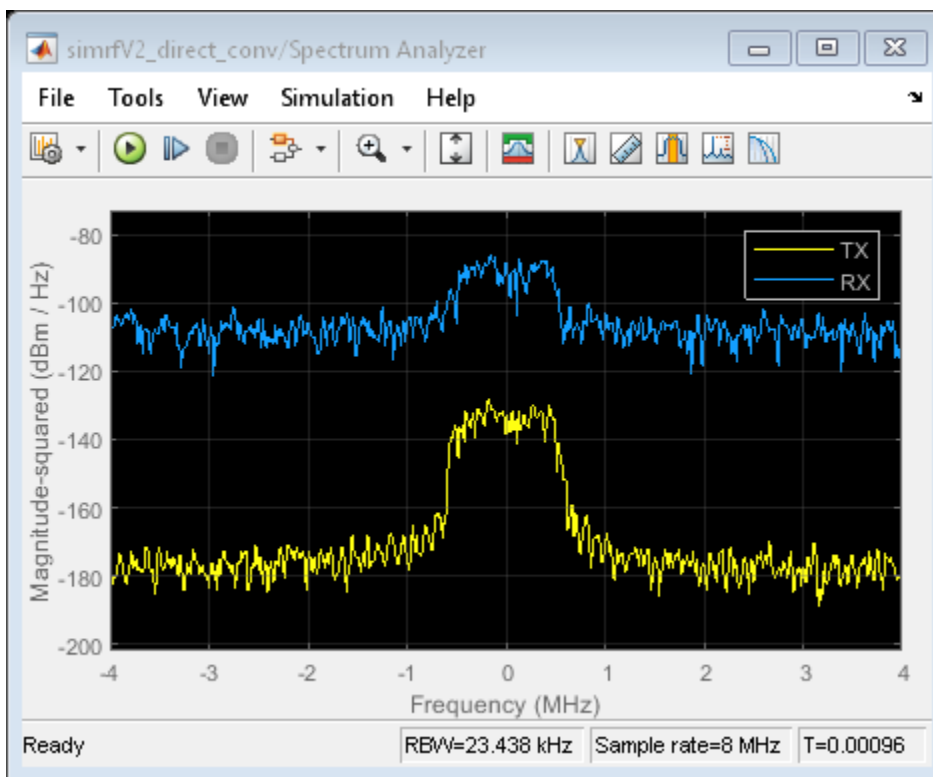 simrfV2_direct_conv/Spectrum Analyzer
File Tools View Simulation Help
TX
RX
-80
-100
-120
-140
-160
-180
-200
Magnitude-squared (dBm / Hz)
-4 -3 -2 -1 0 1 2 3 4
Frequency (MHz)
Ready RBW=23.438 kHz Sample rate=8 MHz T=0.00096